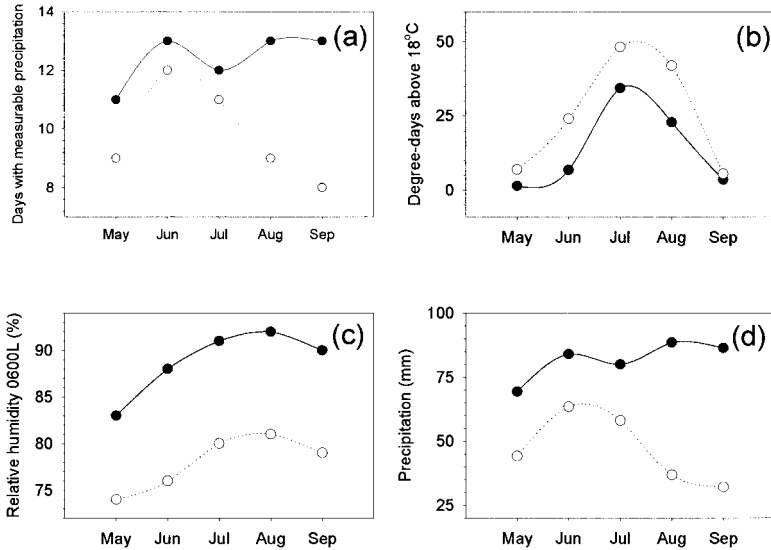 Days with measurable precipitation
14
12
10
8
(a)
May Jun Jul Aug Sep
Degree-days above 18°C
50
25
0
(b)
May Jun Jul Aug Sep
Relative humidity 0600L (%)
90
85
80
75
(c)
May Jun Jul Aug Sep
Precipitation (mm)
100
75
50
25
(d)
May Jun Jul Aug Sep